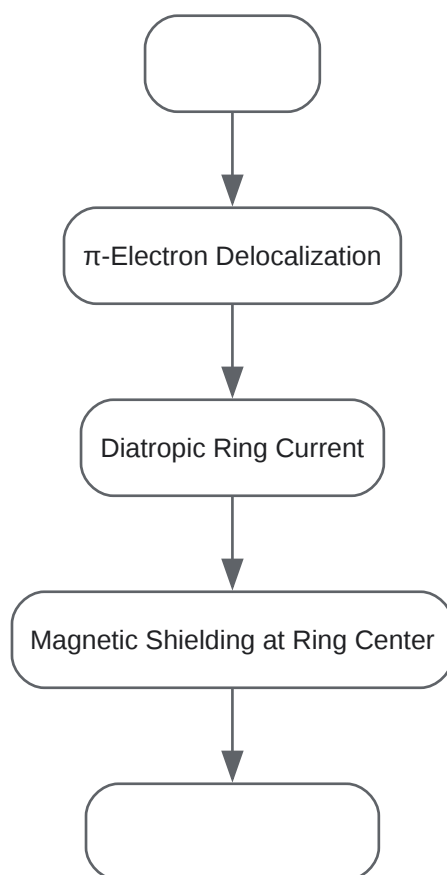 π-Electron Delocalization
Diatropic Ring Current
Magnetic Shielding at Ring Center